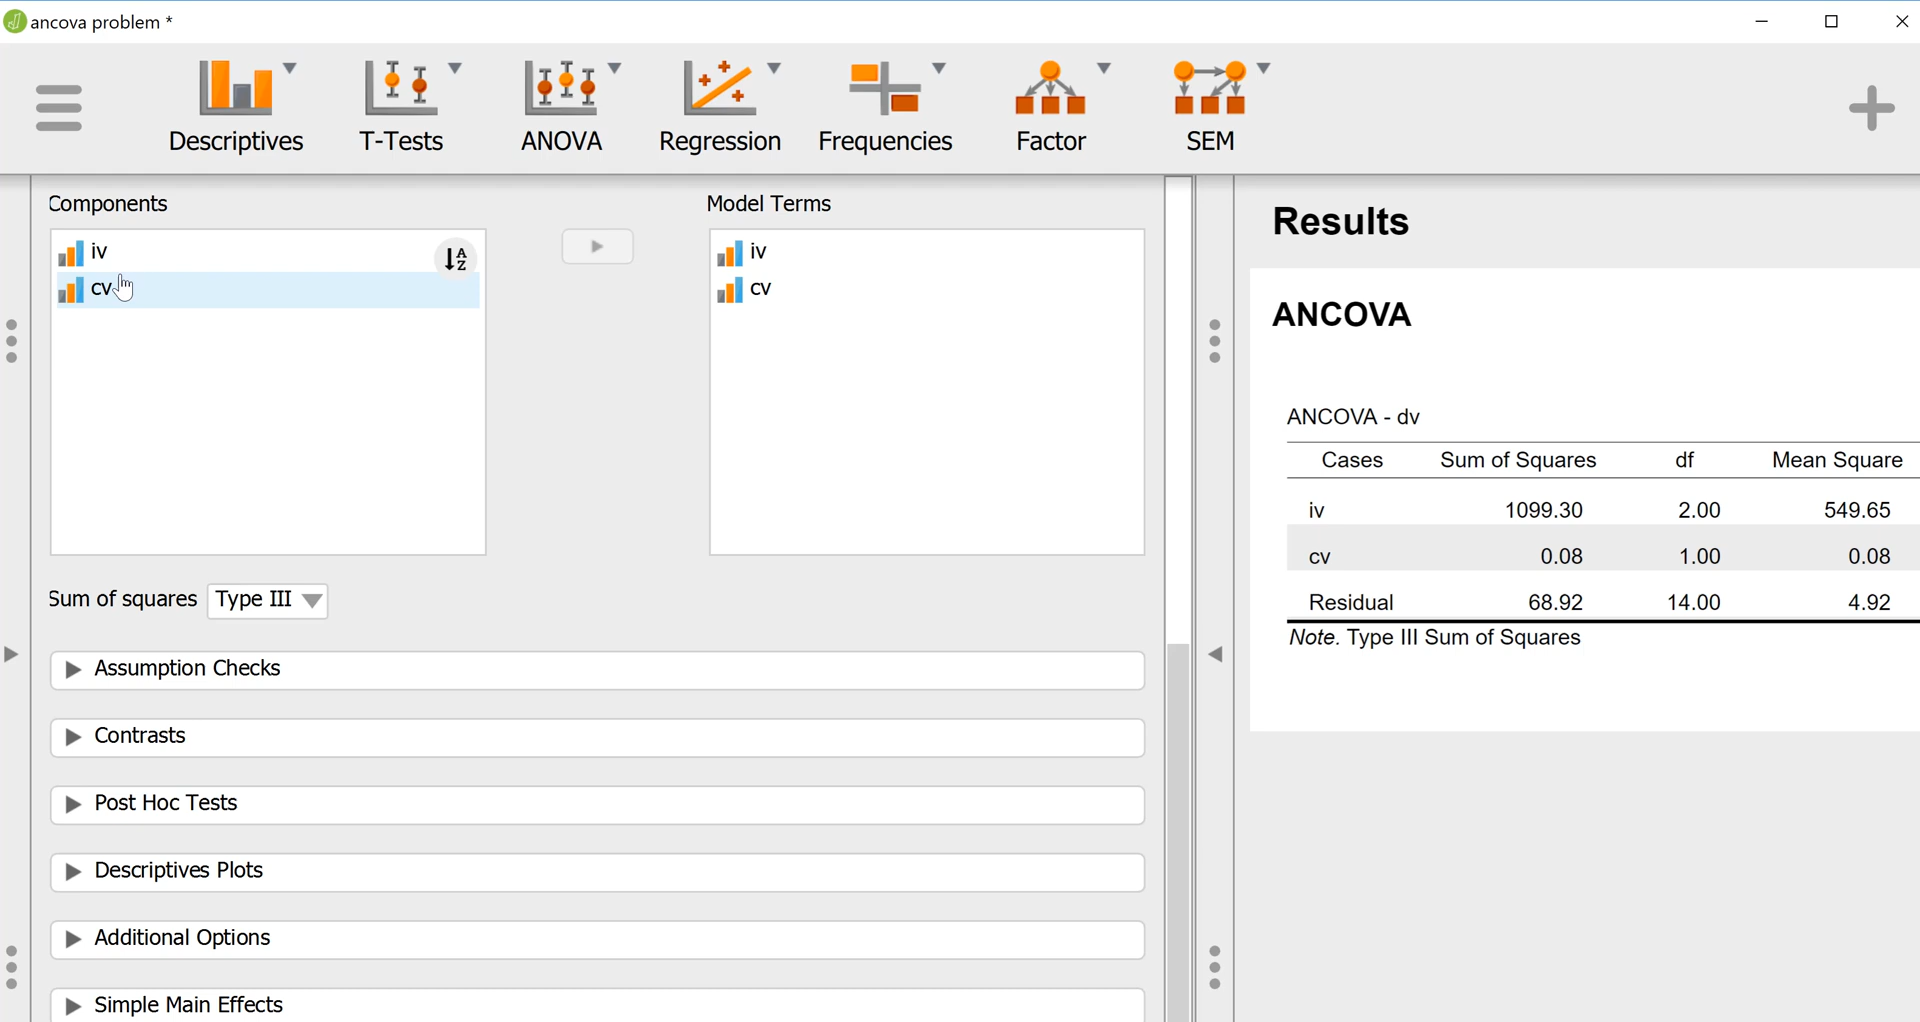 ancova problem *
Descriptives T-Tests ANOVA Regression Frequencies Factor SEM
Components
iv
cv
A
Z
Model Terms
iv
cv
Sum of squares Type III
Assumption Checks
Contrasts
Post Hoc Tests
Descriptives Plots
Additional Options
Simple Main Effects
Results
ANCOVA
ANCOVA - dv
Cases Sum of Squares df Mean Square
iv 1099.30 2.00 549.65
cv 0.08 1.00 0.08
Residual 68.92 14.00 4.92
Note. Type III Sum of Squares